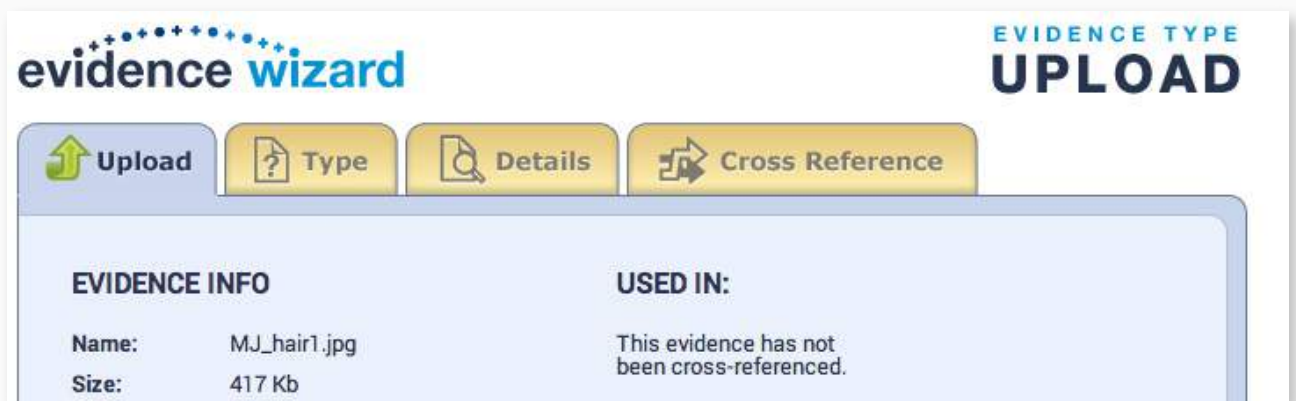 evidence wizard
EVIDENCE TYPE
UPLOAD
Upload
Type
Details
Cross Reference
EVIDENCE INFO
Name: MJ_hair1.jpg
Size: 417 Kb
USED IN:
This evidence has not
been cross-referenced.